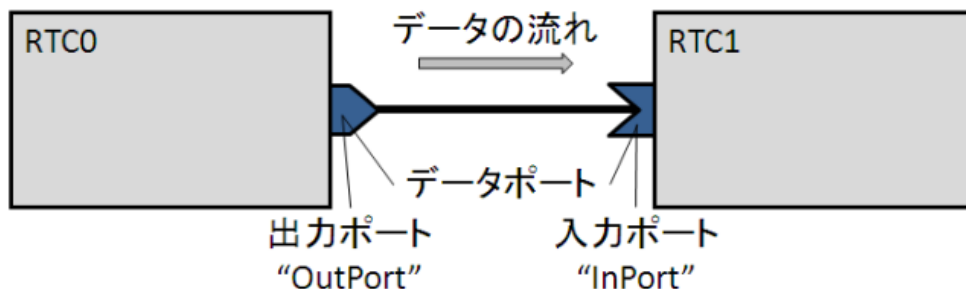 RTC0
データの流れ
RTC1
データポート
出力ポート
“OutPort”
入力ポート
“InPort”